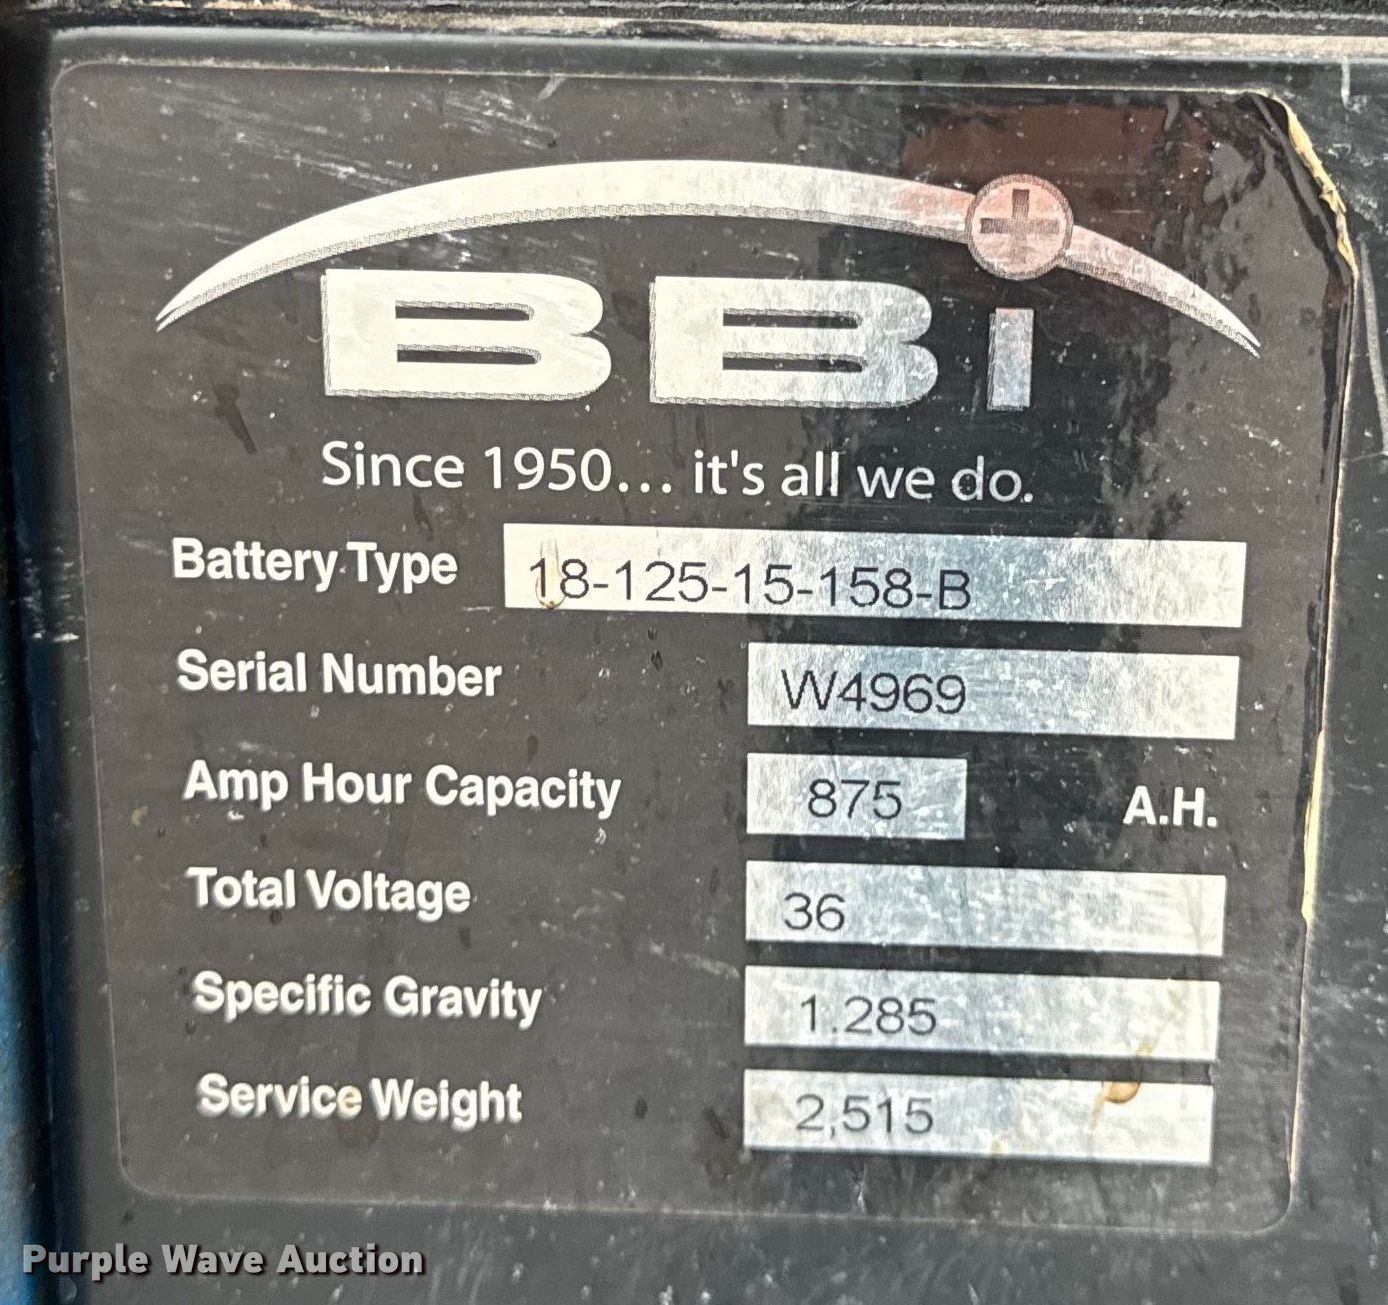 BBi
Since 1950... it's all we do.
Battery Type 18-125-15-158-B
Serial Number W4969
Amp Hour Capacity 875 A.H.
Total Voltage 36
Specific Gravity 1.285
Service Weight 2,515
Purple Wave Auction